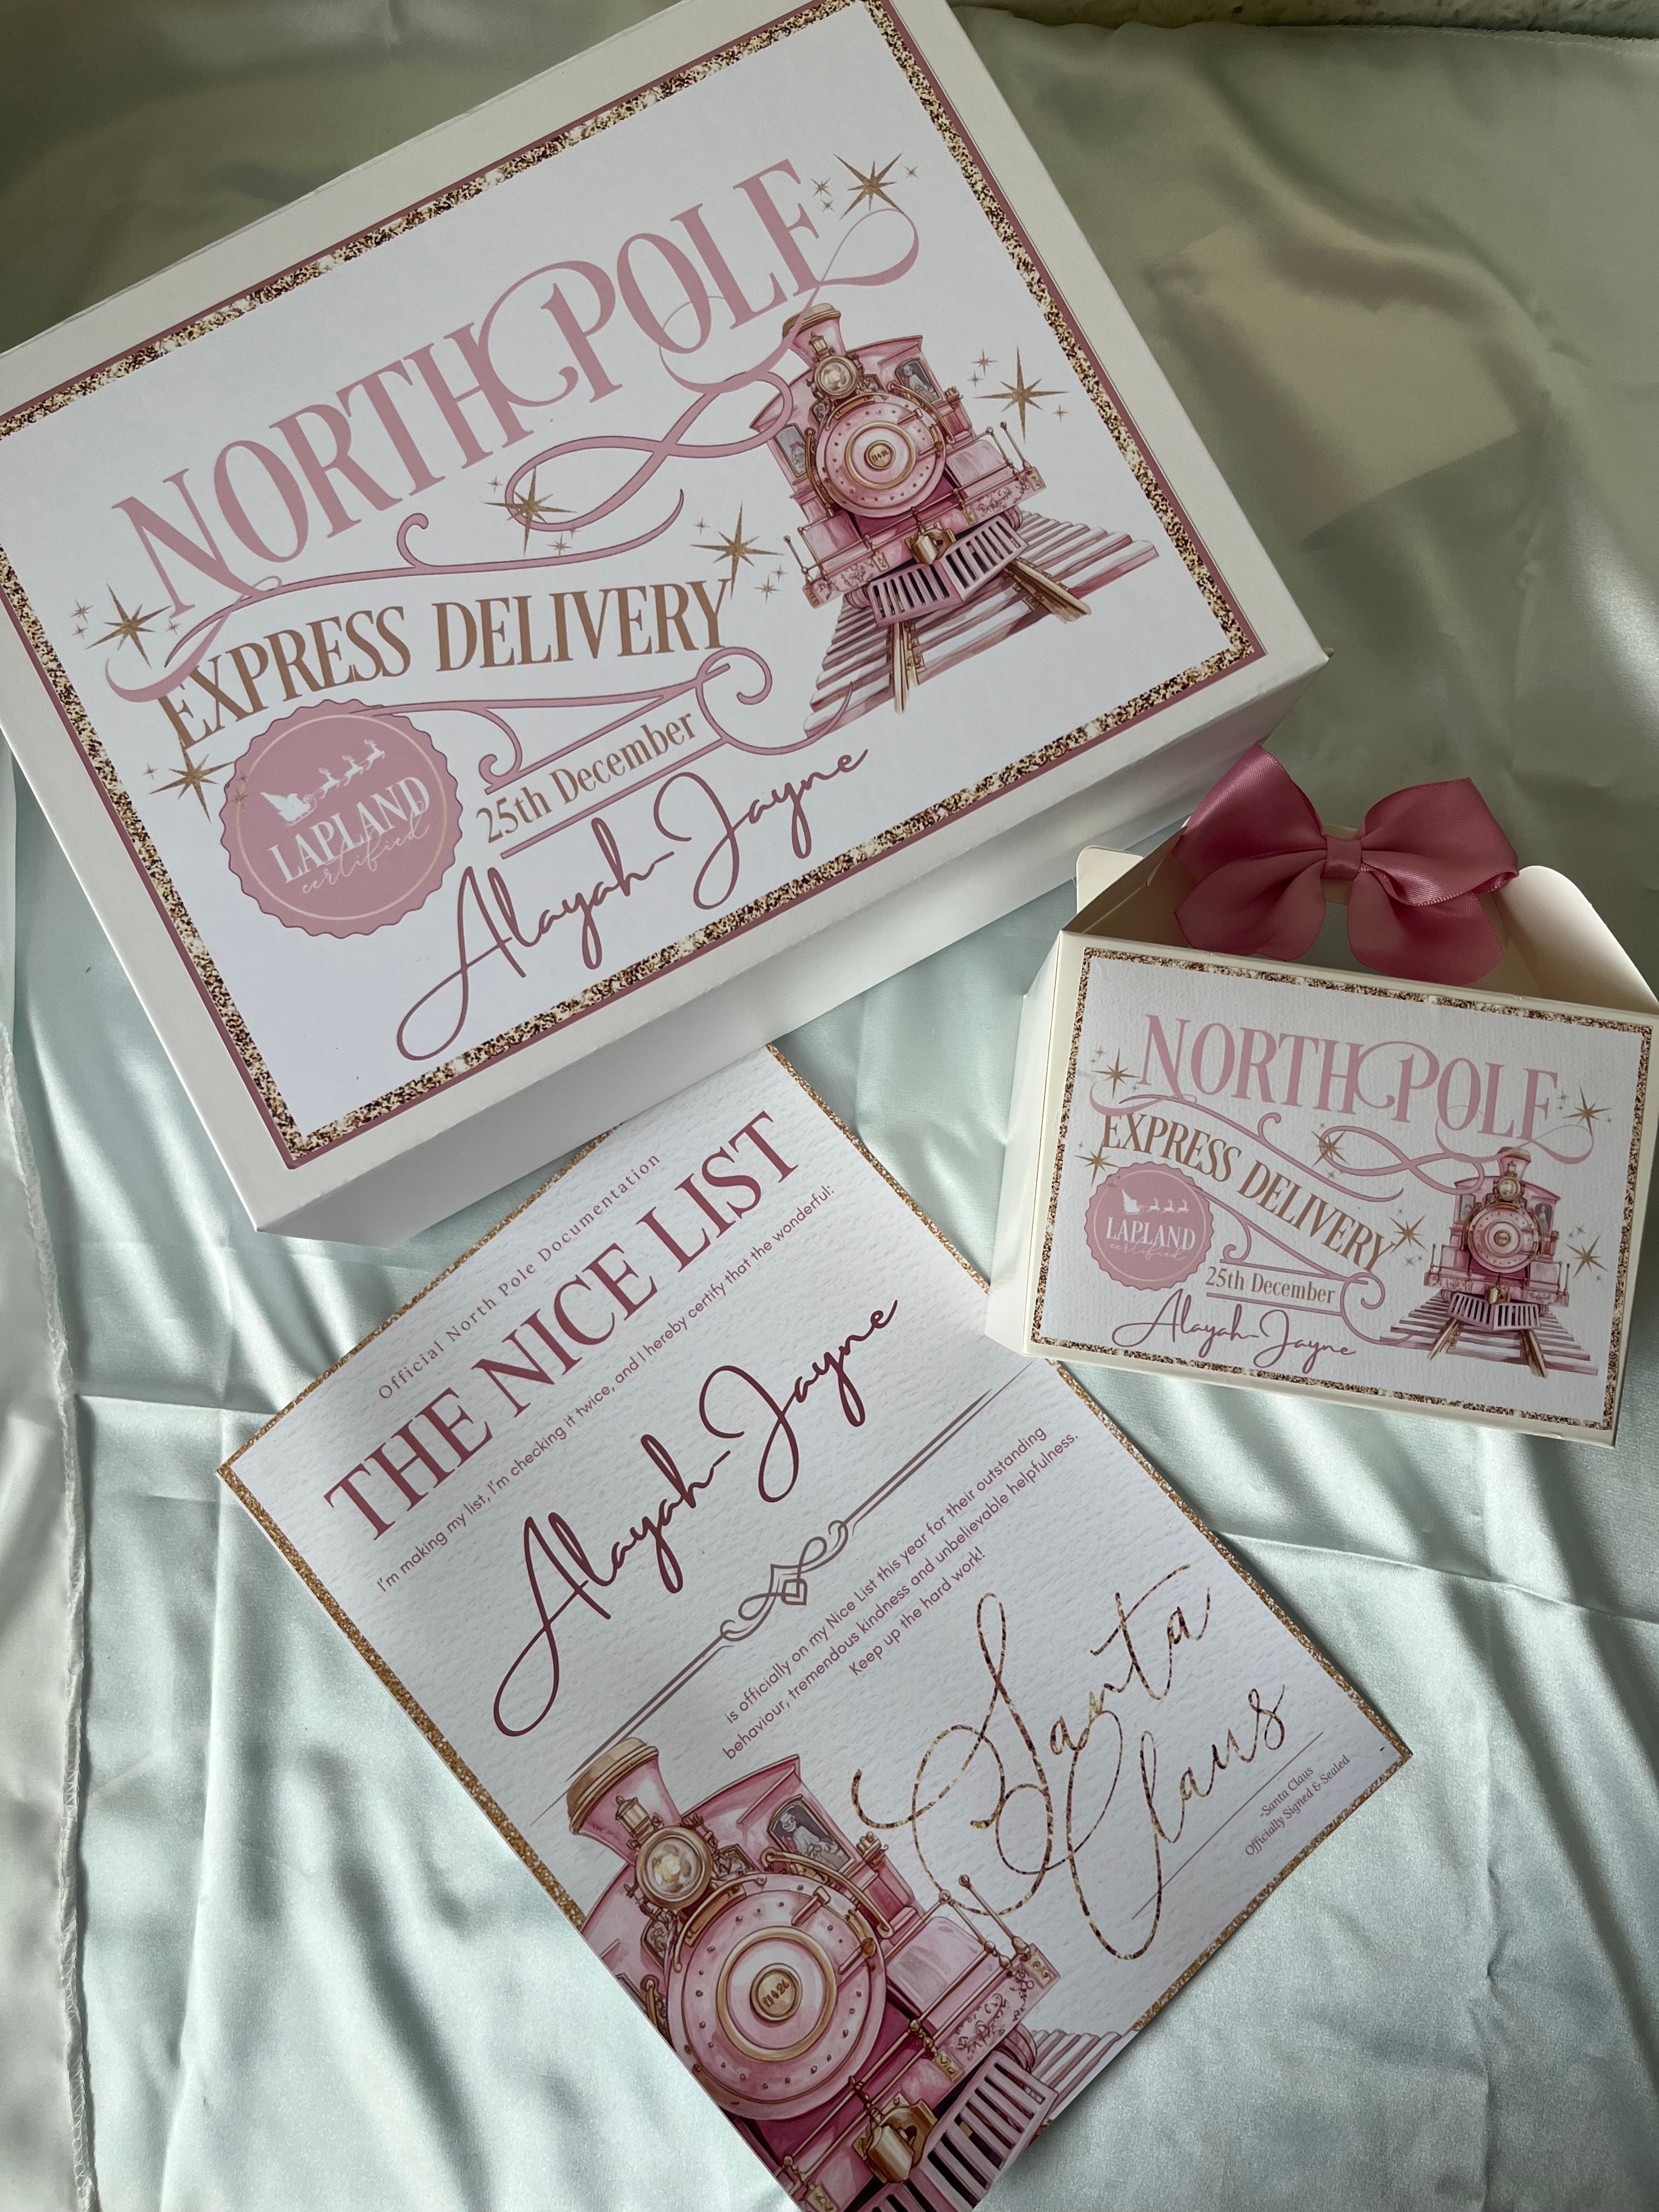 NORTH POLE
EXPRESS DELIVERY
LAPLAND
certified
25th December
Alayah-Jayne
NORTH POLE
EXPRESS DELIVERY
LAPLAND
certified
25th December
Alayah-Jayne
Official North Pole Documentation
THE NICE LIST
I'm making my list, I'm checking it twice, and I hereby certify that the wonderful:
Alayah-Jayne
is officially on my Nice List this year for their outstanding
behaviour, tremendous kindness and unbelievable helpfulness.
Keep up the hard work!
Santa
Claus
-Santa Claus
Officially Signed & Sealed